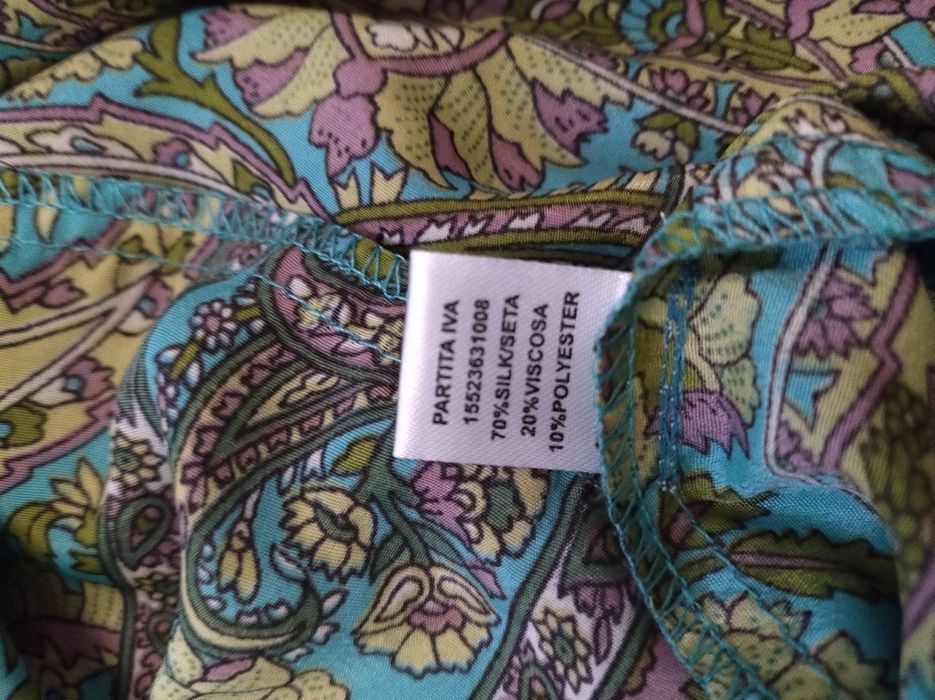 PARTITA IVA
15523631008
70%SILK/SETA
20%VISCOSA
10%POLYESTER